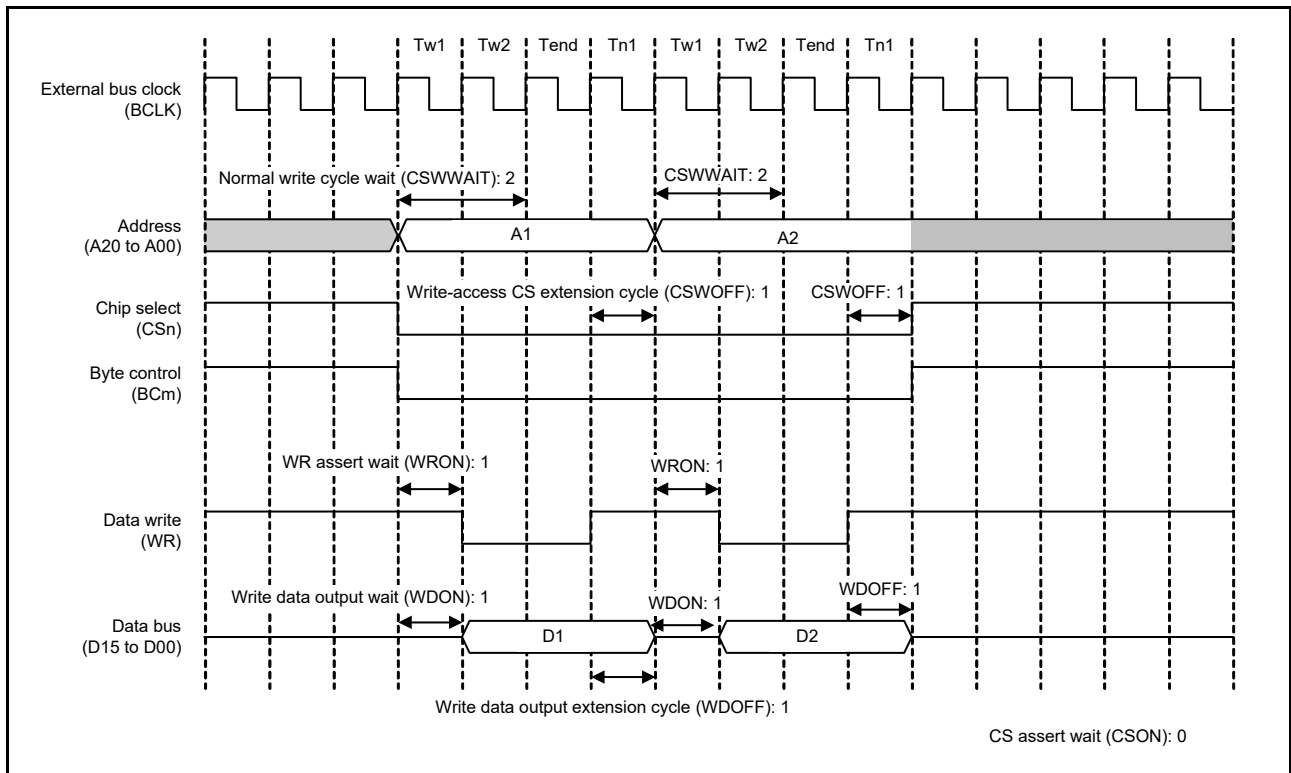 Tw1 Tw2 Tend Tn1 Tw1 Tw2 Tend Tn1
External bus clock
(BCLK)
Normal write cycle wait (CSWWAIT): 2
CSWWAIT: 2
Address
(A20 to A00)
A1
A2
Write-access CS extension cycle (CSWOFF): 1
CSWOFF: 1
Chip select
(CSn)
Byte control
(BCm)
WR assert wait (WRON): 1
WRON: 1
Data write
(WR)
Write data output wait (WDON): 1
WDON: 1
WDOFF: 1
Data bus
(D15 to D00)
D1
D2
Write data output extension cycle (WDOFF): 1
CS assert wait (CSON): 0